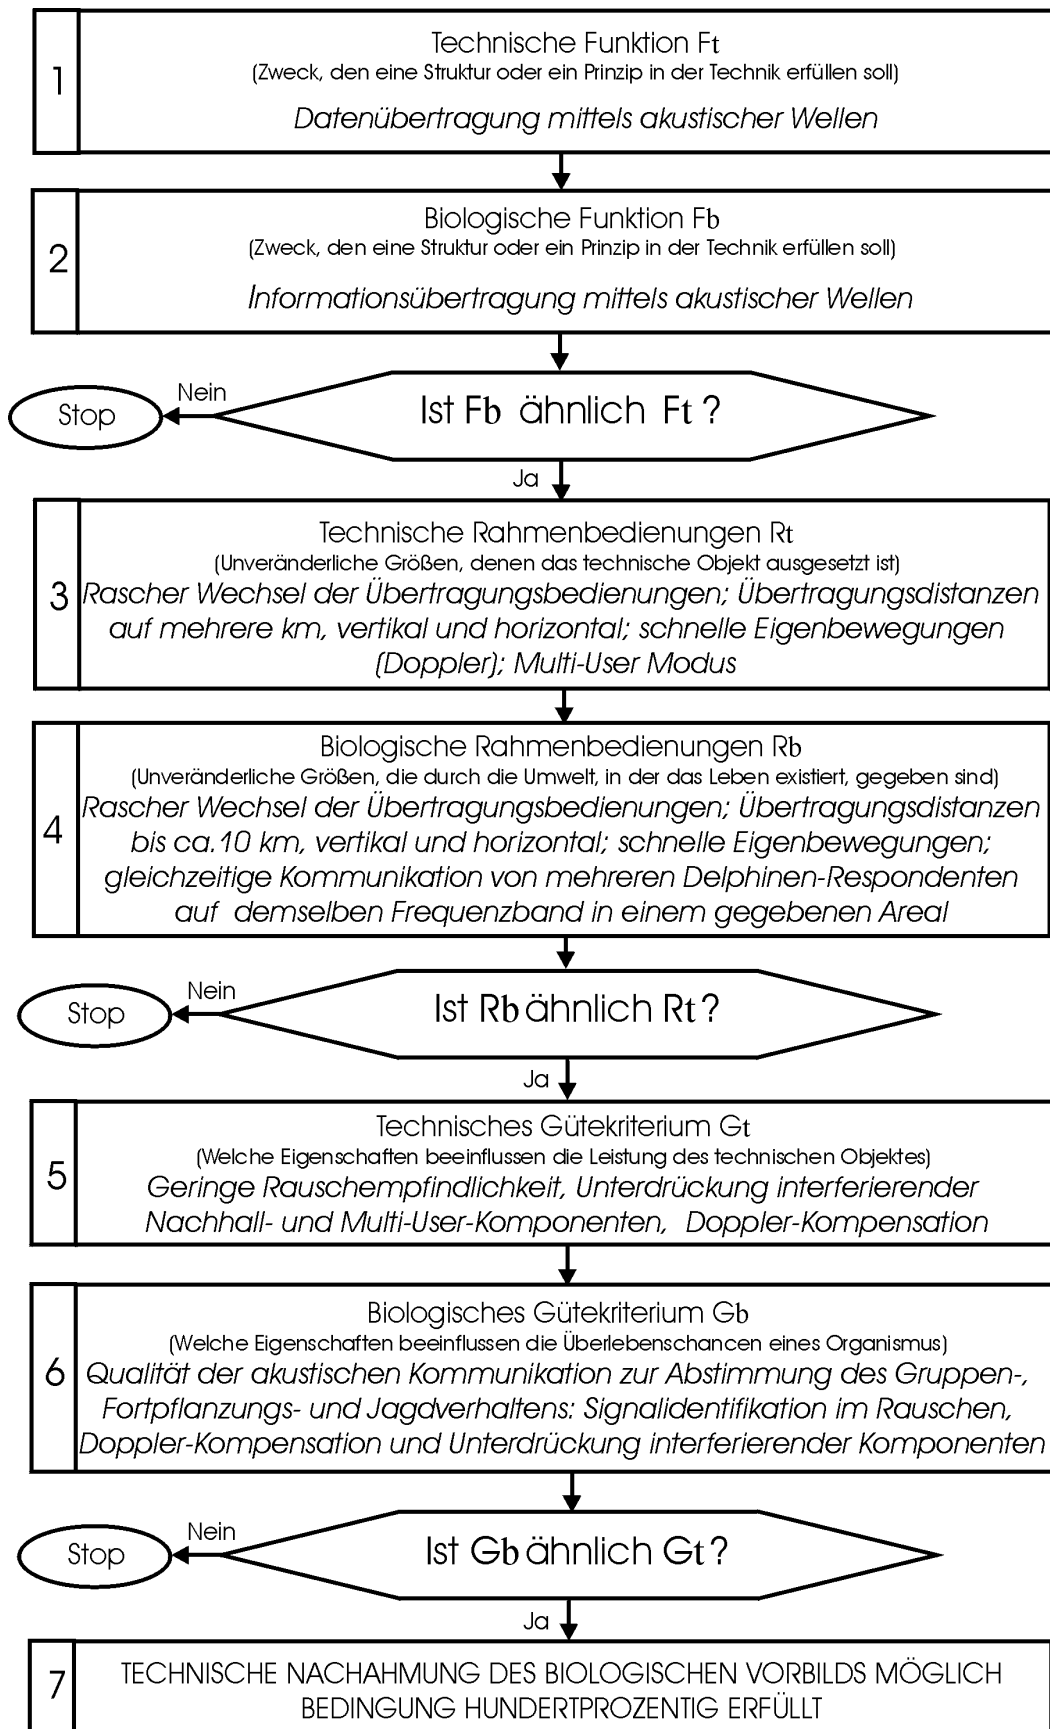 1
Technische Funktion Ft
(Zweck, den eine Struktur oder ein Prinzip in der Technik erfüllen soll)
Datenübertragung mittels akustischer Wellen
2
Biologische Funktion Fb
(Zweck, den eine Struktur oder ein Prinzip in der Technik erfüllen soll)
Informationsübertragung mittels akustischer Wellen
Stop
Nein
Ist Fb ähnlich Ft ?
Ja
3
Technische Rahmenbedienungen Rt
(Unveränderliche Größen, denen das technische Objekt ausgesetzt ist)
Rascher Wechsel der Übertragungsbedienungen; Übertragungsdistanzen
auf mehrere km, vertikal und horizontal; schnelle Eigenbewegungen
(Doppler); Multi-User Modus
4
Biologische Rahmenbedienungen Rb
(Unveränderliche Größen, die durch die Umwelt, in der das Leben existiert, gegeben sind)
Rascher Wechsel der Übertragungsbedienungen; Übertragungsdistanzen
bis ca.10 km, vertikal und horizontal; schnelle Eigenbewegungen;
gleichzeitige Kommunikation von mehreren Delphinen-Respondenten
auf demselben Frequenzband in einem gegebenen Areal
Stop
Nein
Ist Rb ähnlich Rt ?
Ja
5
Technisches Gütekriterium Gt
(Welche Eigenschaften beeinflussen die Leistung des technischen Objektes)
Geringe Rauschempfindlichkeit, Unterdrückung interferierender
Nachhall- und Multi-User-Komponenten, Doppler-Kompensation
6
Biologisches Gütekriterium Gb
(Welche Eigenschaften beeinflussen die Überlebenschancen eines Organismus)
Qualität der akustischen Kommunikation zur Abstimmung des Gruppen-,
Fortpflanzungs- und Jagdverhaltens: Signalidentifikation im Rauschen,
Doppler-Kompensation und Unterdrückung interferierender Komponenten
Stop
Nein
Ist Gb ähnlich Gt ?
Ja
7
TECHNISCHE NACHAHMUNG DES BIOLOGISCHEN VORBILDS MÖGLICH
BEDINGUNG HUNDERTPROZENTIG ERFÜLLT